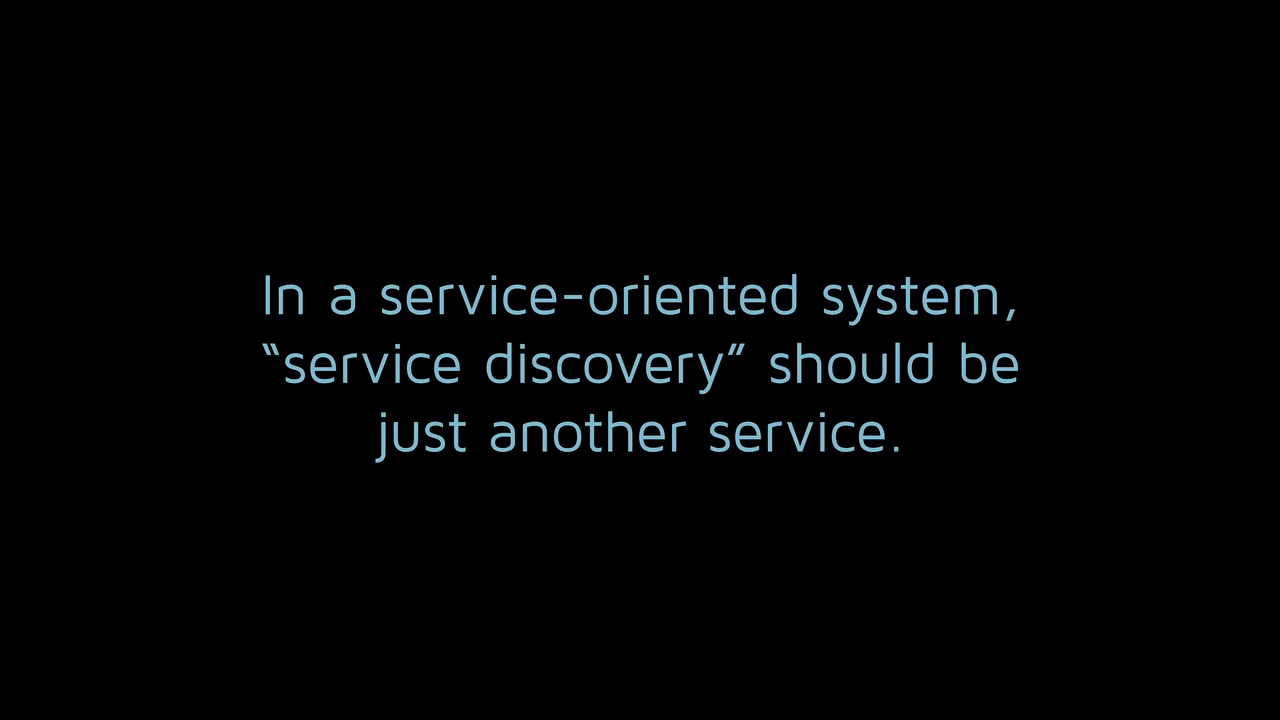 In a service-oriented system,
“service discovery” should be
just another service.